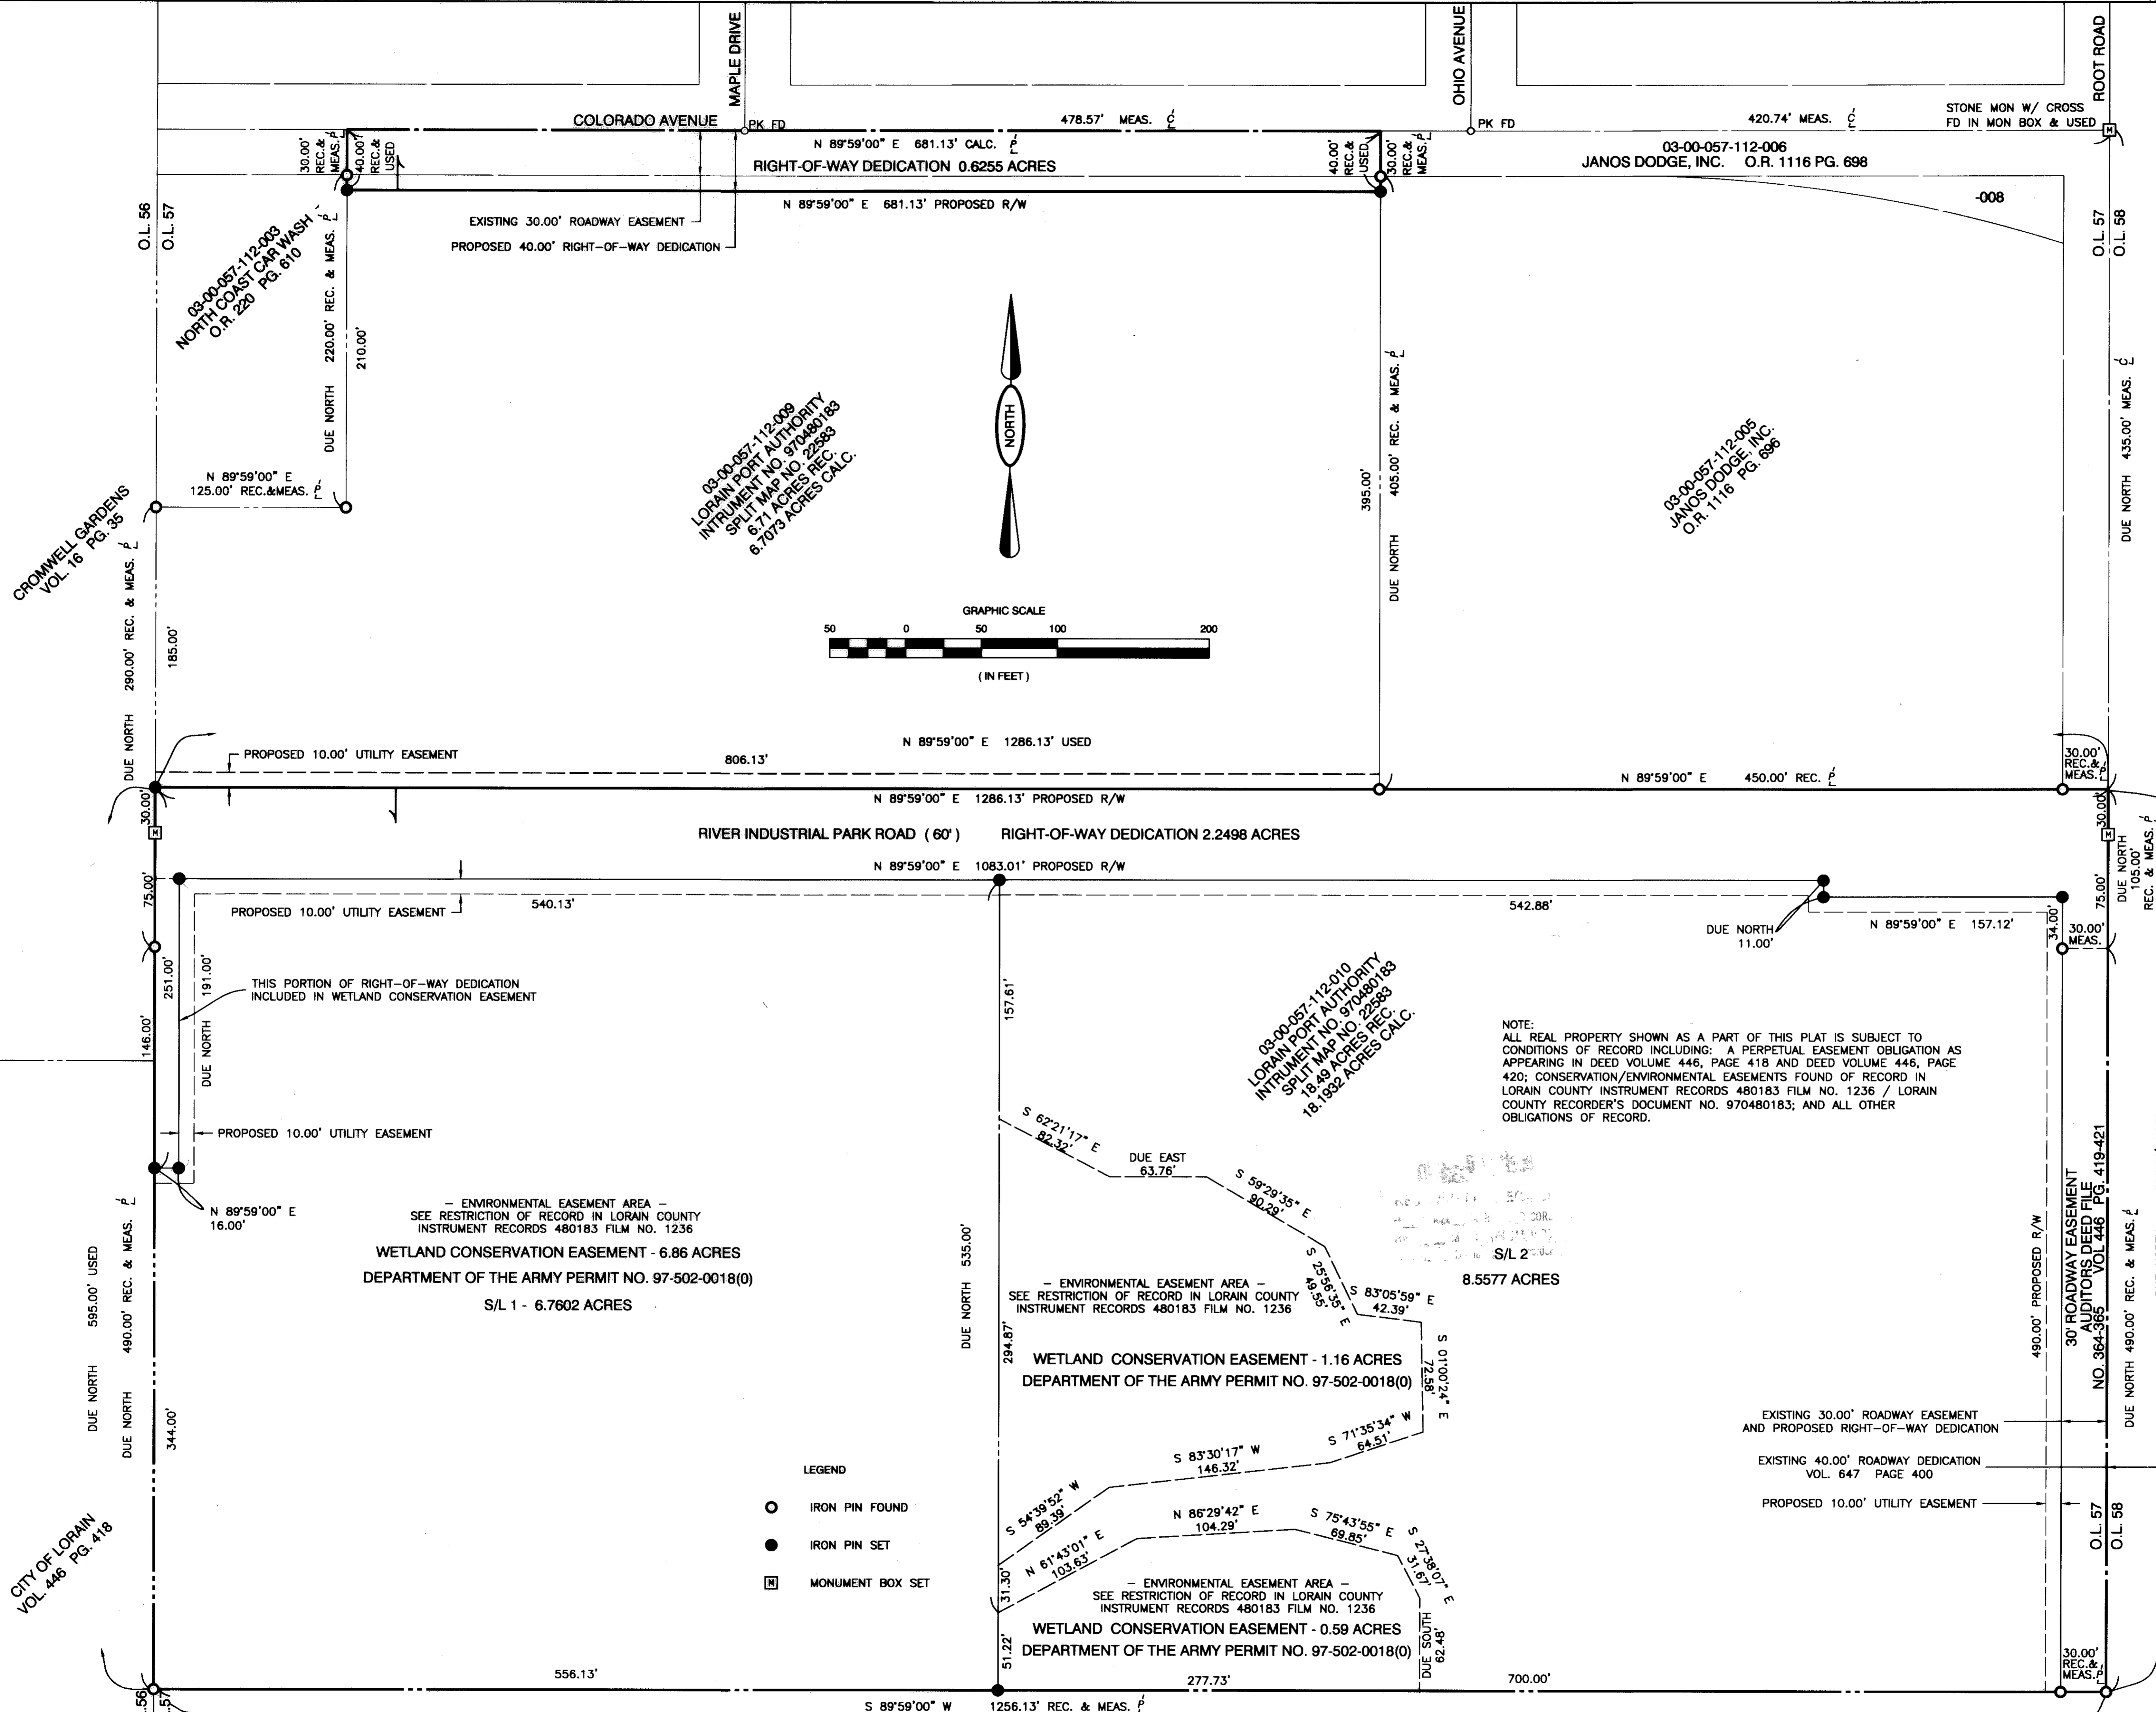 MAPLE DRIVE
OHIO AVENUE
ROOT ROAD
COLORADO AVENUE
PK FD
478.57' MEAS. C/L
PK FD
420.74' MEAS. C/L
STONE MON W/ CROSS
FD IN MON BOX & USED
M
30.00'
REC.&
MEAS. P/L
40.00'
REC.&
USED
N 89°59'00" E 681.13' CALC. P/L
RIGHT-OF-WAY DEDICATION 0.6255 ACRES
40.00'
REC.&
USED
30.00'
REC.&
MEAS. P/L
03-00-057-112-006
JANOS DODGE, INC. O.R. 1116 PG. 698
-008
N 89°59'00" E 681.13' PROPOSED R/W
EXISTING 30.00' ROADWAY EASEMENT
PROPOSED 40.00' RIGHT-OF-WAY DEDICATION
O.L. 56
O.L. 57
O.L. 57
O.L. 58
03-00-057-112-003
NORTH COAST CAR WASH
O.R. 220 PG. 610
DUE NORTH 220.00' REC. & MEAS. P/L
210.00'
NORTH
03-00-057-112-009
LORAIN PORT AUTHORITY
INTRUMENT NO. 970480183
SPLIT MAP NO. 22583
6.71 ACRES REC.
6.7073 ACRES CALC.
395.00'
DUE NORTH 405.00' REC. & MEAS. P/L
03-00-057-112-005
JANOS DODGE, INC.
O.R. 1116 PG. 696
DUE NORTH 435.00' MEAS. C/L
N 89°59'00" E
125.00' REC.&MEAS. P/L
CROMWELL GARDENS
VOL. 16 PG. 35
DUE NORTH 290.00' REC. & MEAS. P/L
185.00'
GRAPHIC SCALE
50 0 50 100 200
( IN FEET )
N 89°59'00" E 1286.13' USED
PROPOSED 10.00' UTILITY EASEMENT
806.13'
N 89°59'00" E 450.00' REC. P/L
30.00'
REC.&
MEAS. P/L
N 89°59'00" E 1286.13' PROPOSED R/W
30.00'
M
RIVER INDUSTRIAL PARK ROAD ( 60' ) RIGHT-OF-WAY DEDICATION 2.2498 ACRES
30.00'
M
DUE NORTH
105.00'
REC. & MEAS. P/L
N 89°59'00" E 1083.01' PROPOSED R/W
75.00'
PROPOSED 10.00' UTILITY EASEMENT
540.13'
542.88'
75.00'
DUE NORTH
11.00'
N 89°59'00" E 157.12'
34.00'
30.00'
MEAS.
THIS PORTION OF RIGHT-OF-WAY DEDICATION
INCLUDED IN WETLAND CONSERVATION EASEMENT
251.00'
DUE NORTH 191.00'
146.00'
157.61'
03-00-057-112-010
LORAIN PORT AUTHORITY
INTRUMENT NO. 970480183
SPLIT MAP NO. 22583
18.49 ACRES REC.
18.1932 ACRES CALC.
NOTE:
ALL REAL PROPERTY SHOWN AS A PART OF THIS PLAT IS SUBJECT TO
CONDITIONS OF RECORD INCLUDING: A PERPETUAL EASEMENT OBLIGATION AS
APPEARING IN DEED VOLUME 446, PAGE 418 AND DEED VOLUME 446, PAGE
420; CONSERVATION/ENVIRONMENTAL EASEMENTS FOUND OF RECORD IN
LORAIN COUNTY INSTRUMENT RECORDS 480183 FILM NO. 1236 / LORAIN
COUNTY RECORDER'S DOCUMENT NO. 970480183; AND ALL OTHER
OBLIGATIONS OF RECORD.
PROPOSED 10.00' UTILITY EASEMENT
N 89°59'00" E
16.00'
S 62°21'17" E
82.32'
DUE EAST
63.76'
S 59°29'35" E
90.29'
S 25°56'35" E
49.55'
S 83°05'59" E
42.39'
S 01°00'24" E
72.58'
- ENVIRONMENTAL EASEMENT AREA -
SEE RESTRICTION OF RECORD IN LORAIN COUNTY
INSTRUMENT RECORDS 480183 FILM NO. 1236
WETLAND CONSERVATION EASEMENT - 6.86 ACRES
DEPARTMENT OF THE ARMY PERMIT NO. 97-502-0018(0)
S/L 1 - 6.7602 ACRES
DUE NORTH 535.00'
294.87'
- ENVIRONMENTAL EASEMENT AREA -
SEE RESTRICTION OF RECORD IN LORAIN COUNTY
INSTRUMENT RECORDS 480183 FILM NO. 1236
WETLAND CONSERVATION EASEMENT - 1.16 ACRES
DEPARTMENT OF THE ARMY PERMIT NO. 97-502-0018(0)
S/L 2
8.5577 ACRES
DUE NORTH 595.00' USED
DUE NORTH 490.00' REC. & MEAS. P/L
344.00'
490.00' PROPOSED R/W
30' ROADWAY EASEMENT
AUDITORS DEED FILE
NO. 364-365 VOL 446 PG. 419-421
DUE NORTH 490.00' REC. & MEAS. P/L
EXISTING 30.00' ROADWAY EASEMENT
AND PROPOSED RIGHT-OF-WAY DEDICATION
EXISTING 40.00' ROADWAY DEDICATION
VOL. 647 PAGE 400
PROPOSED 10.00' UTILITY EASEMENT
O.L. 57
O.L. 58
LEGEND
IRON PIN FOUND
IRON PIN SET
M MONUMENT BOX SET
S 71°35'34" W
64.51'
S 83°30'17" W
146.32'
S 54°39'52" W
89.39'
31.30'
N 61°43'01" E
103.63'
N 86°29'42" E
104.29'
S 75°43'55" E
69.85'
S 27°38'07" E
31.67'
DUE SOUTH
62.48'
- ENVIRONMENTAL EASEMENT AREA -
SEE RESTRICTION OF RECORD IN LORAIN COUNTY
INSTRUMENT RECORDS 480183 FILM NO. 1236
WETLAND CONSERVATION EASEMENT - 0.59 ACRES
DEPARTMENT OF THE ARMY PERMIT NO. 97-502-0018(0)
51.22'
CITY OF LORAIN
VOL. 446 PG. 418
556.13'
277.73'
700.00'
30.00'
REC.&
MEAS. P/L
S 89°59'00" W 1256.13' REC. & MEAS. P/L
56
57